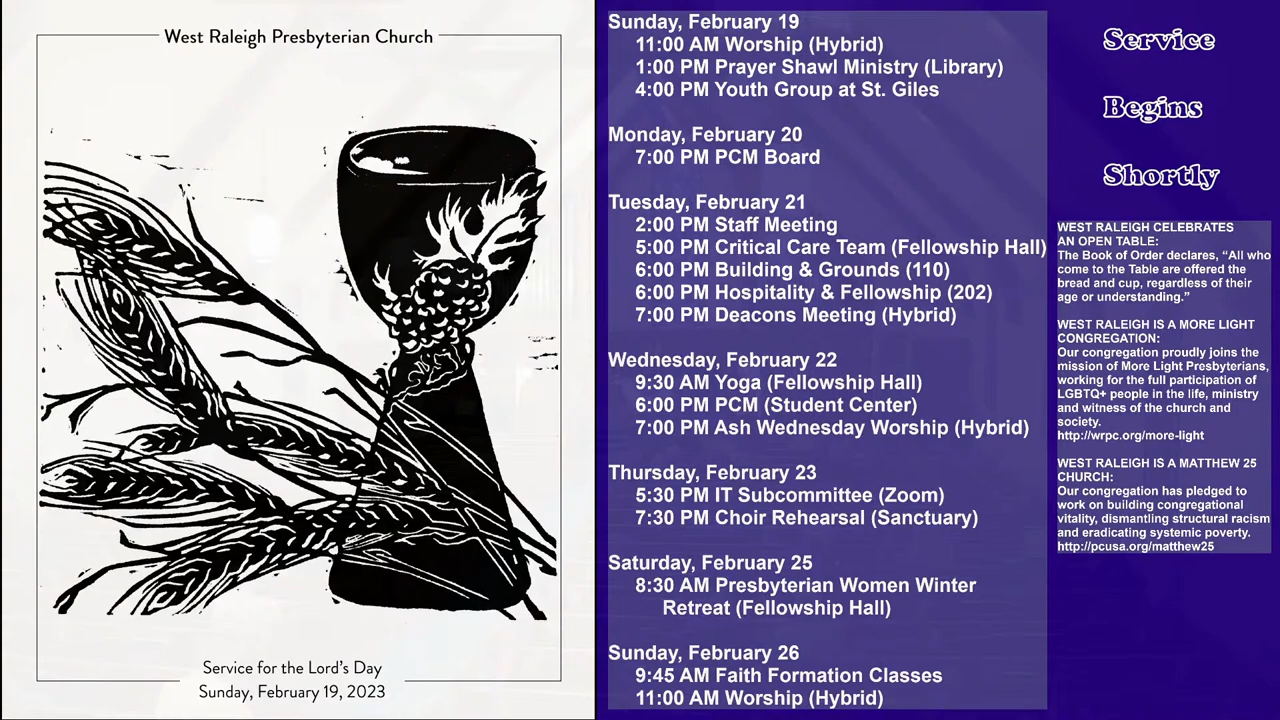 West Raleigh Presbyterian Church
Service for the Lord's Day
Sunday, February 19, 2023
Sunday, February 19
11:00 AM Worship (Hybrid)
1:00 PM Prayer Shawl Ministry (Library)
4:00 PM Youth Group at St. Giles
Monday, February 20
7:00 PM PCM Board
Tuesday, February 21
2:00 PM Staff Meeting
5:00 PM Critical Care Team (Fellowship Hall)
6:00 PM Building & Grounds (110)
6:00 PM Hospitality & Fellowship (202)
7:00 PM Deacons Meeting (Hybrid)
Wednesday, February 22
9:30 AM Yoga (Fellowship Hall)
6:00 PM PCM (Student Center)
7:00 PM Ash Wednesday Worship (Hybrid)
Thursday, February 23
5:30 PM IT Subcommittee (Zoom)
7:30 PM Choir Rehearsal (Sanctuary)
Saturday, February 25
8:30 AM Presbyterian Women Winter
Retreat (Fellowship Hall)
Sunday, February 26
9:45 AM Faith Formation Classes
11:00 AM Worship (Hybrid)
Service
Begins
Shortly
WEST RALEIGH CELEBRATES
AN OPEN TABLE:
The Book of Order declares, “All who
come to the Table are offered the
bread and cup, regardless of their
age or understanding.”
WEST RALEIGH IS A MORE LIGHT
CONGREGATION:
Our congregation proudly joins the
mission of More Light Presbyterians,
working for the full participation of
LGBTQ+ people in the life, ministry
and witness of the church and
society.
http://wrpc.org/more-light
WEST RALEIGH IS A MATTHEW 25
CHURCH:
Our congregation has pledged to
work on building congregational
vitality, dismantling structural racism
and eradicating systemic poverty.
http://pcusa.org/matthew25